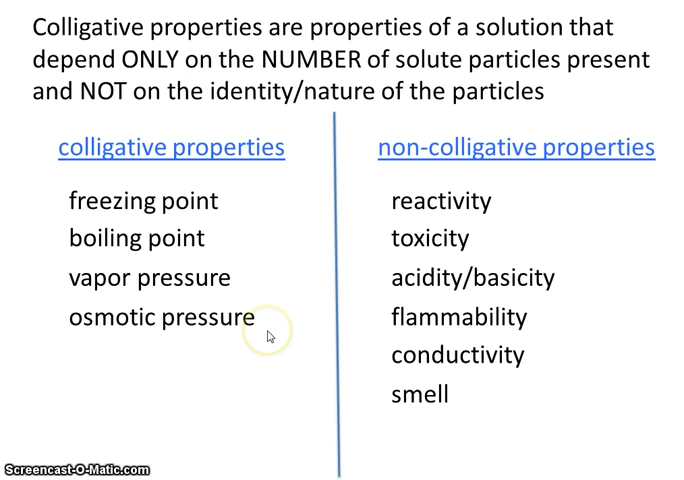 Colligative properties are properties of a solution that
depend ONLY on the NUMBER of solute particles present
and NOT on the identity/nature of the particles
colligative properties
freezing point
boiling point
vapor pressure
osmotic pressure
non-colligative properties
reactivity
toxicity
acidity/basicity
flammability
conductivity
smell
Screencast-O-Matic.com